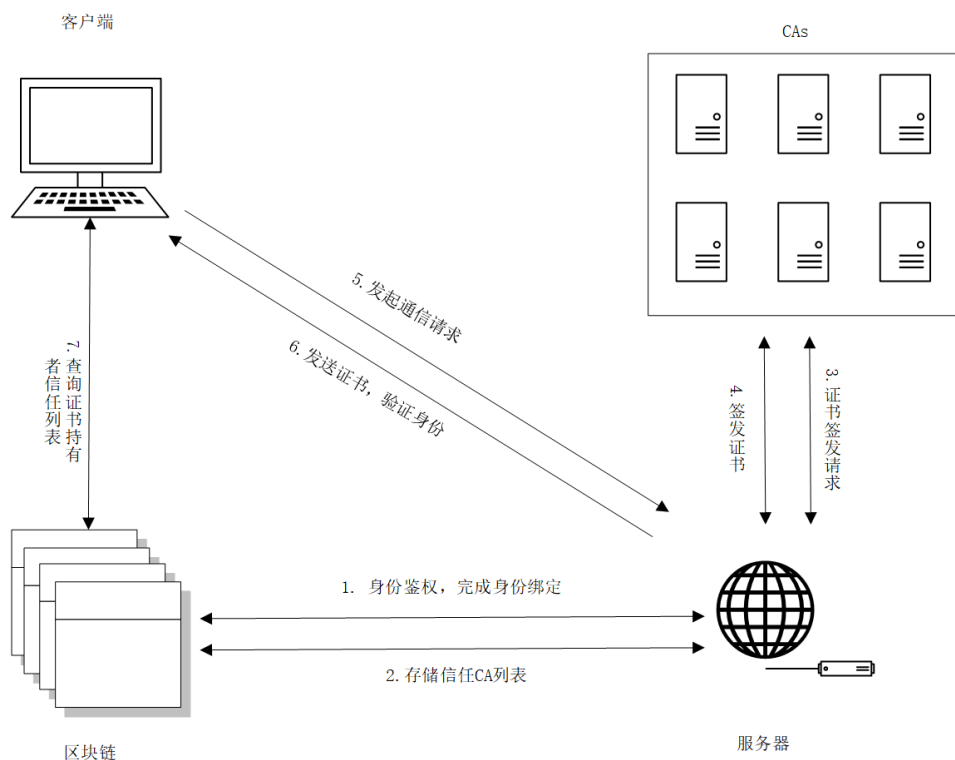 客户端
CAs
5.发起通信请求
6.发送证书，验证身份
7.查询证书持有
者信任列表
4.签发证书
3.证书签发请求
1. 身份鉴权，完成身份绑定
2.存储信任CA列表
区块链
服务器